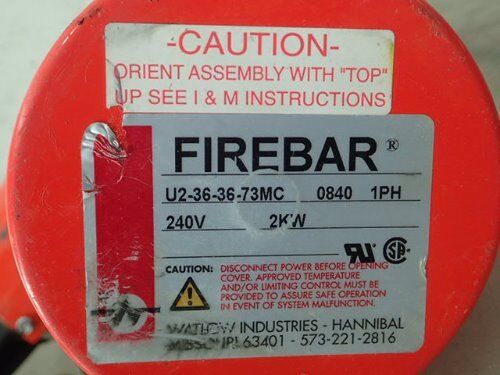 -CAUTION-
ORIENT ASSEMBLY WITH "TOP"
UP SEE I & M INSTRUCTIONS
FIREBAR ®
U2-36-36-73MC 0840 1PH
240V 2KW
CAUTION: DISCONNECT POWER BEFORE OPENING
COVER. APPROVED TEMPERATURE
AND/OR LIMITING CONTROL MUST BE
PROVIDED TO ASSURE SAFE OPERATION
IN EVENT OF SYSTEM MALFUNCTION.
WATLOW INDUSTRIES - HANNIBAL
MISSOURI 63401 - 573-221-2816